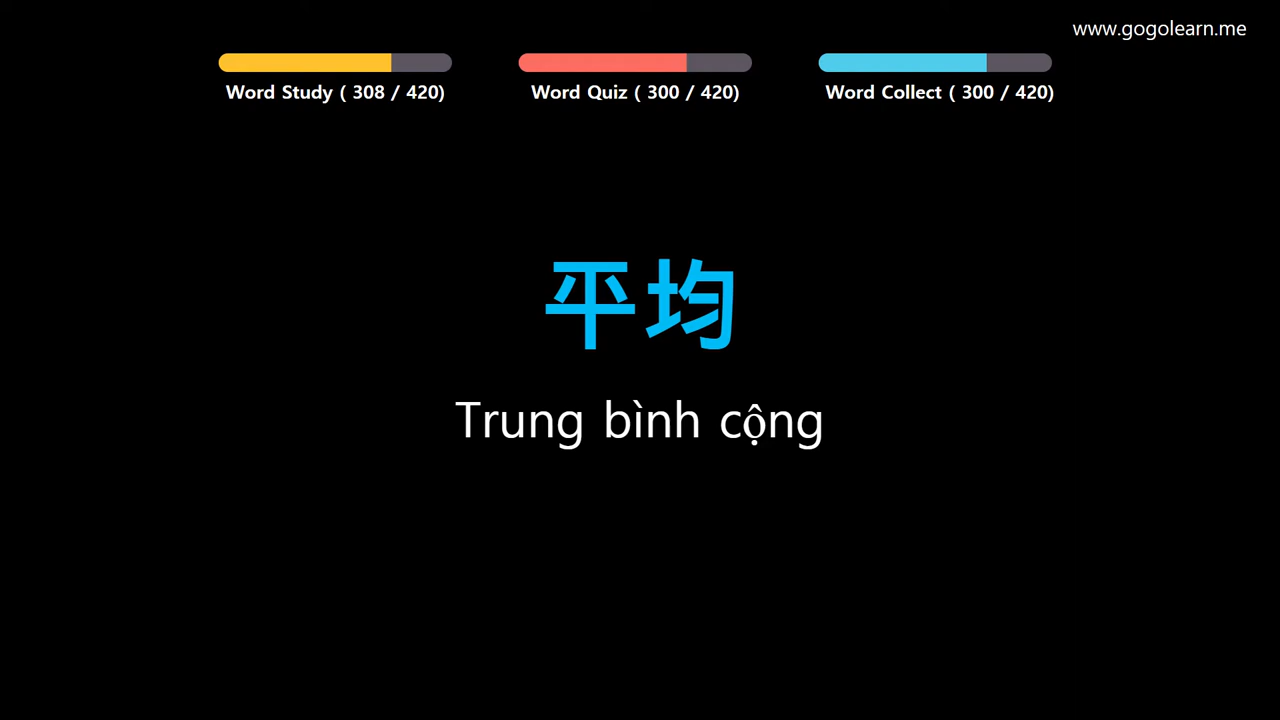 www.gogolearn.me
Word Study ( 308 / 420)
Word Quiz ( 300 / 420)
Word Collect ( 300 / 420)
平均
Trung bình cộng